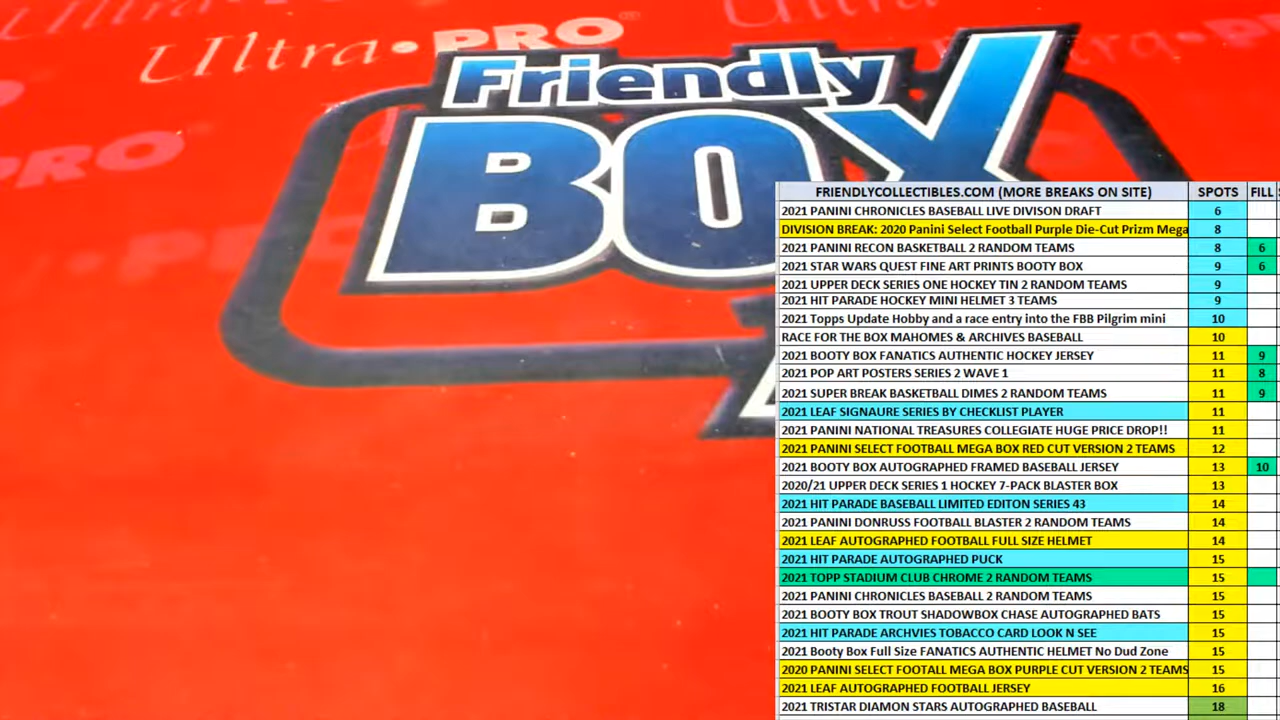 Ultra•PRO®
Ultra
Ultra•PRO
PRO
PRO
Friendly
BOX
FRIENDLYCOLLECTIBLES.COM (MORE BREAKS ON SITE) SPOTS FILL
2021 PANINI CHRONICLES BASEBALL LIVE DIVISON DRAFT 6
DIVISION BREAK: 2020 Panini Select Football Purple Die-Cut Prizm Mega 8
2021 PANINI RECON BASKETBALL 2 RANDOM TEAMS 8 6
2021 STAR WARS QUEST FINE ART PRINTS BOOTY BOX 9 6
2021 UPPER DECK SERIES ONE HOCKEY TIN 2 RANDOM TEAMS 9
2021 HIT PARADE HOCKEY MINI HELMET 3 TEAMS 9
2021 Topps Update Hobby and a race entry into the FBB Pilgrim mini 10
RACE FOR THE BOX MAHOMES & ARCHIVES BASEBALL 10
2021 BOOTY BOX FANATICS AUTHENTIC HOCKEY JERSEY 11 9
2021 POP ART POSTERS SERIES 2 WAVE 1 11 8
2021 SUPER BREAK BASKETBALL DIMES 2 RANDOM TEAMS 11 9
2021 LEAF SIGNAURE SERIES BY CHECKLIST PLAYER 11
2021 PANINI NATIONAL TREASURES COLLEGIATE HUGE PRICE DROP!! 11
2021 PANINI SELECT FOOTBALL MEGA BOX RED CUT VERSION 2 TEAMS 12
2021 BOOTY BOX AUTOGRAPHED FRAMED BASEBALL JERSEY 13 10
2020/21 UPPER DECK SERIES 1 HOCKEY 7-PACK BLASTER BOX 13
2021 HIT PARADE BASEBALL LIMITED EDITON SERIES 43 14
2021 PANINI DONRUSS FOOTBALL BLASTER 2 RANDOM TEAMS 14
2021 LEAF AUTOGRAPHED FOOTBALL FULL SIZE HELMET 14
2021 HIT PARADE AUTOGRAPHED PUCK 15
2021 TOPP STADIUM CLUB CHROME 2 RANDOM TEAMS 15
2021 PANINI CHRONICLES BASEBALL 2 RANDOM TEAMS 15
2021 BOOTY BOX TROUT SHADOWBOX CHASE AUTOGRAPHED BATS 15
2021 HIT PARADE ARCHVIES TOBACCO CARD LOOK N SEE 15
2021 Booty Box Full Size FANATICS AUTHENTIC HELMET No Dud Zone 15
2020 PANINI SELECT FOOTALL MEGA BOX PURPLE CUT VERSION 2 TEAMS 15
2021 LEAF AUTOGRAPHED FOOTBALL JERSEY 16
2021 TRISTAR DIAMON STARS AUTOGRAPHED BASEBALL 18